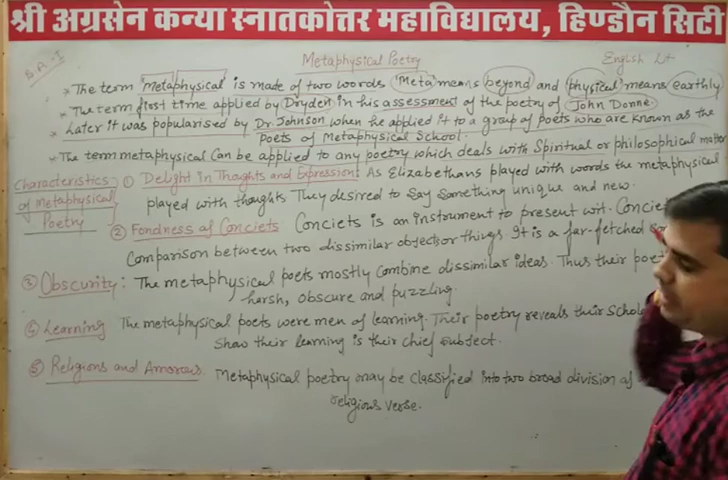 श्री अग्रसेन कन्या स्नातकोत्तर महाविद्यालय, हिण्डौन सिटी
B.A.-I
Metaphysical Poetry
English Lit
* The term "metaphysical" is made of two words "Meta" means beyond and "physical" means earthly
* The term first time applied by Dryden in his assessment of the poetry of John Donne
* Later it was popularised by Dr. Johnson when he applied it to a group of poets who are known as the
poets of Metaphysical School.
* The term metaphysical can be applied to any poetry which deals with Spiritual or philosophical matter
Characteristics of Metaphysical Poetry
① Delight in Thoughts and Expression: As Elizabethans played with words the metaphysical
played with thoughts They desired to say something unique and new.
② Fondness of Conciets Conciets is an instrument to present wit.
Comparison between two dissimilar objects or things. It is a far-fetched
③ Obscurity: The metaphysical poets mostly combine dissimilar ideas. Thus their
harsh, obscure and puzzling.
④ Learning The metaphysical poets were men of learning. Their poetry reveals their
Show their learning is their chief subject.
⑤ Religious and Amorous. Metaphysical poetry may be classified into two broad division of
religious verse.